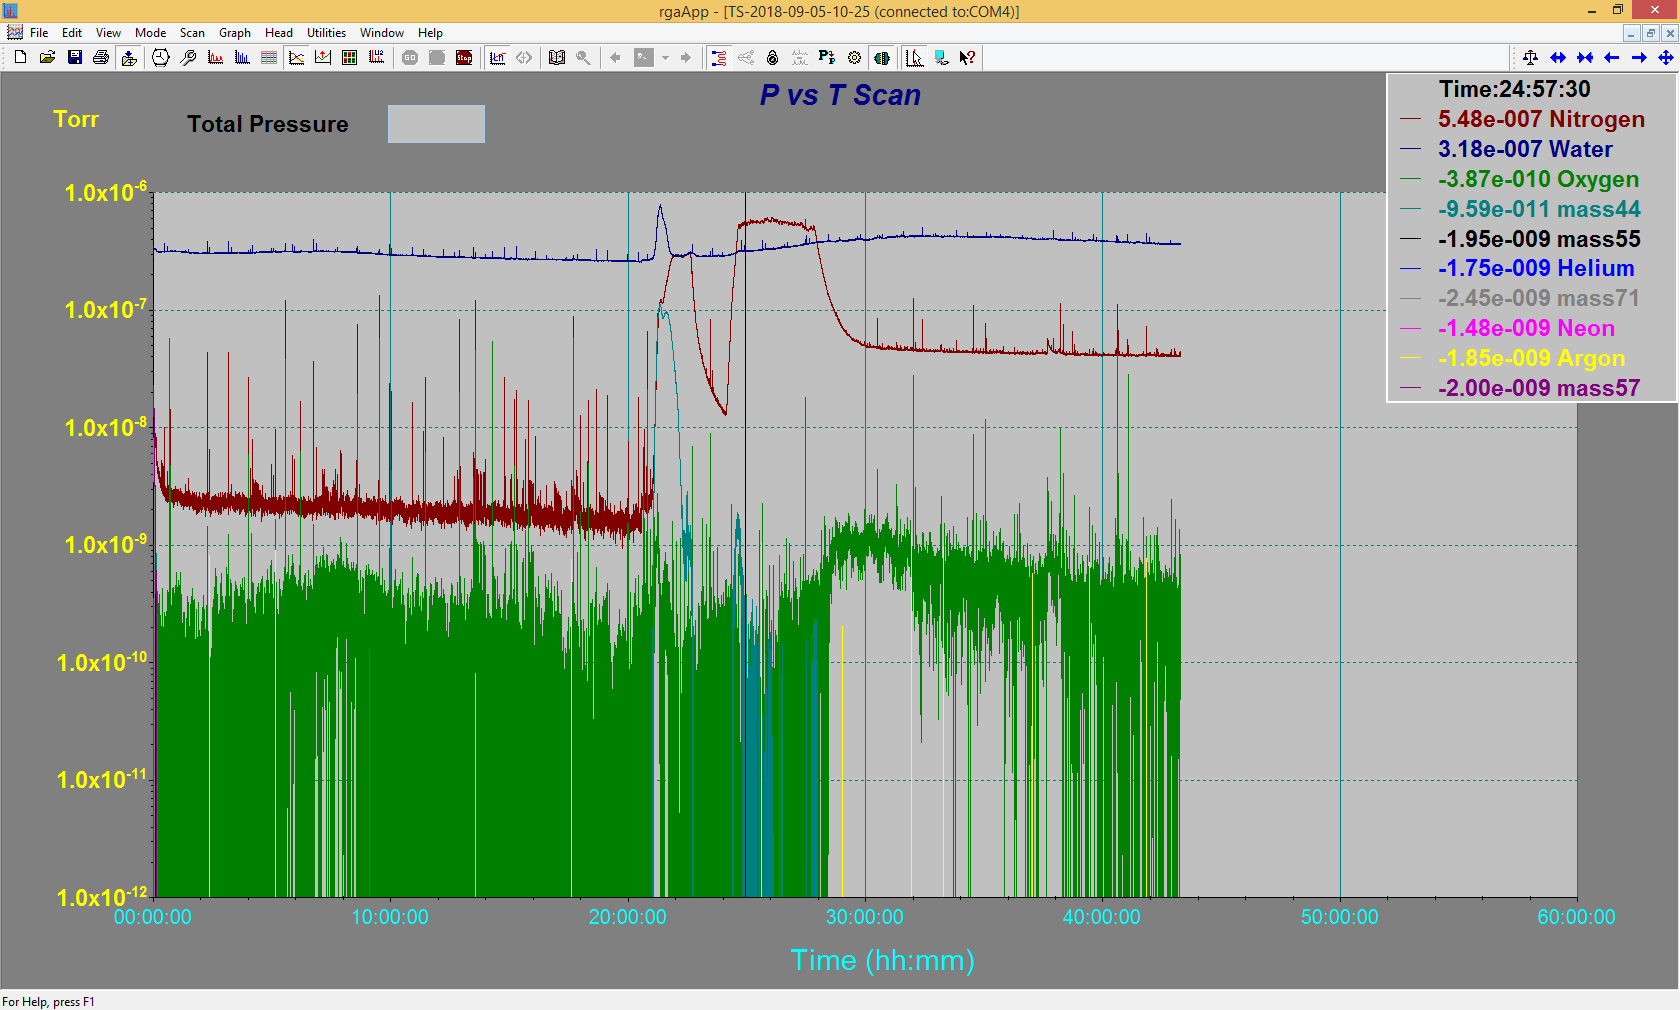 rgaApp - [TS-2018-09-05-10-25 (connected to:COM4)]
File Edit View Mode Scan Graph Head Utilities Window Help
GO Stop
P vs T Scan
Torr
Total Pressure
Time:24:57:30
5.48e-007 Nitrogen
3.18e-007 Water
-3.87e-010 Oxygen
-9.59e-011 mass44
-1.95e-009 mass55
-1.75e-009 Helium
-2.45e-009 mass71
-1.48e-009 Neon
-1.85e-009 Argon
-2.00e-009 mass57
1.0x10-6
1.0x10-7
1.0x10-8
1.0x10-9
1.0x10-10
1.0x10-11
1.0x10-12
00:00:00 10:00:00 20:00:00 30:00:00 40:00:00 50:00:00 60:00:00
Time (hh:mm)
For Help, press F1